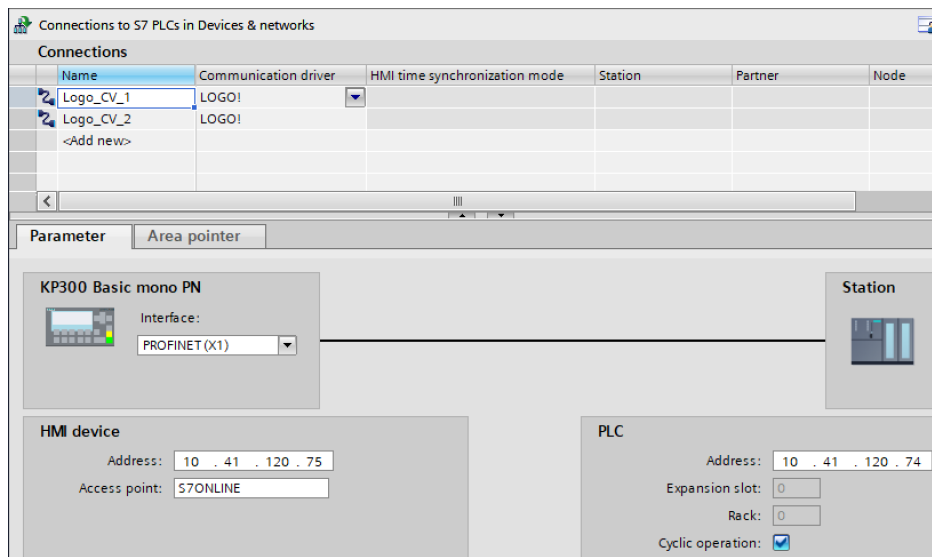 Connections to S7 PLCs in Devices & networks
Connections
Name Communication driver HMI time synchronization mode Station Partner Node
Logo_CV_1 LOGO!
Logo_CV_2 LOGO!
<Add new>
Parameter Area pointer
KP300 Basic mono PN Station
Interface:
PROFINET (X1)
HMI device PLC
Address: 10 . 41 . 120 . 75 Address: 10 . 41 . 120 . 74
Access point: S7ONLINE Expansion slot: 0
Rack: 0
Cyclic operation: